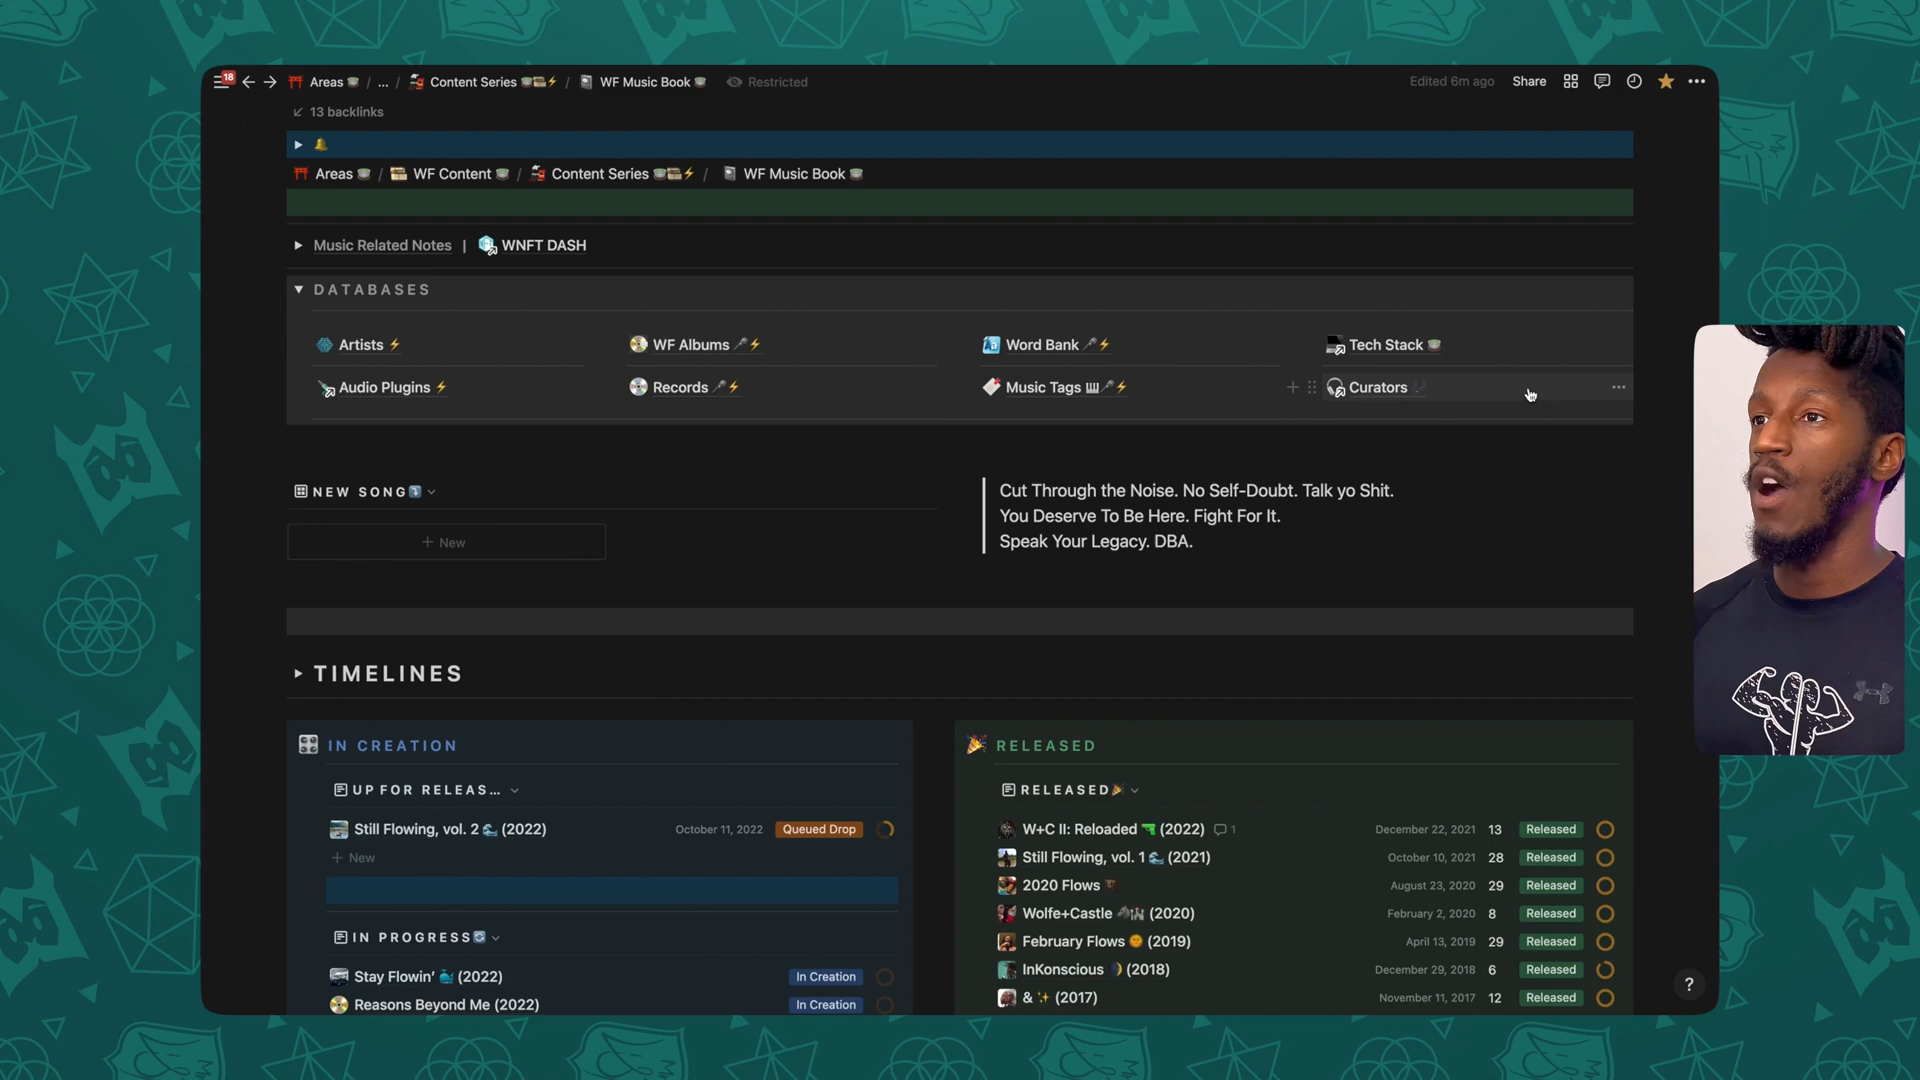 18 Areas / ... / Content Series / WF Music Book Restricted Edited 6m ago Share
13 backlinks
Areas / WF Content / Content Series / WF Music Book
Music Related Notes | WNFT DASH
DATABASES
Artists WF Albums Word Bank Tech Stack
Audio Plugins Records Music Tags Curators
NEW SONG
+ New
Cut Through the Noise. No Self-Doubt. Talk yo Shit.
You Deserve To Be Here. Fight For It.
Speak Your Legacy. DBA.
TIMELINES
IN CREATION
UP FOR RELEAS...
Still Flowing, vol. 2 (2022) October 11, 2022 Queued Drop
+ New
IN PROGRESS
Stay Flowin' (2022) In Creation
Reasons Beyond Me (2022) In Creation
RELEASED
RELEASED
W+C II: Reloaded (2022) 1 December 22, 2021 13 Released
Still Flowing, vol. 1 (2021) October 10, 2021 28 Released
2020 Flows August 23, 2020 29 Released
Wolfe+Castle (2020) February 2, 2020 8 Released
February Flows (2019) April 13, 2019 29 Released
InKonscious (2018) December 29, 2018 6 Released
& (2017) November 11, 2017 12 Released
?